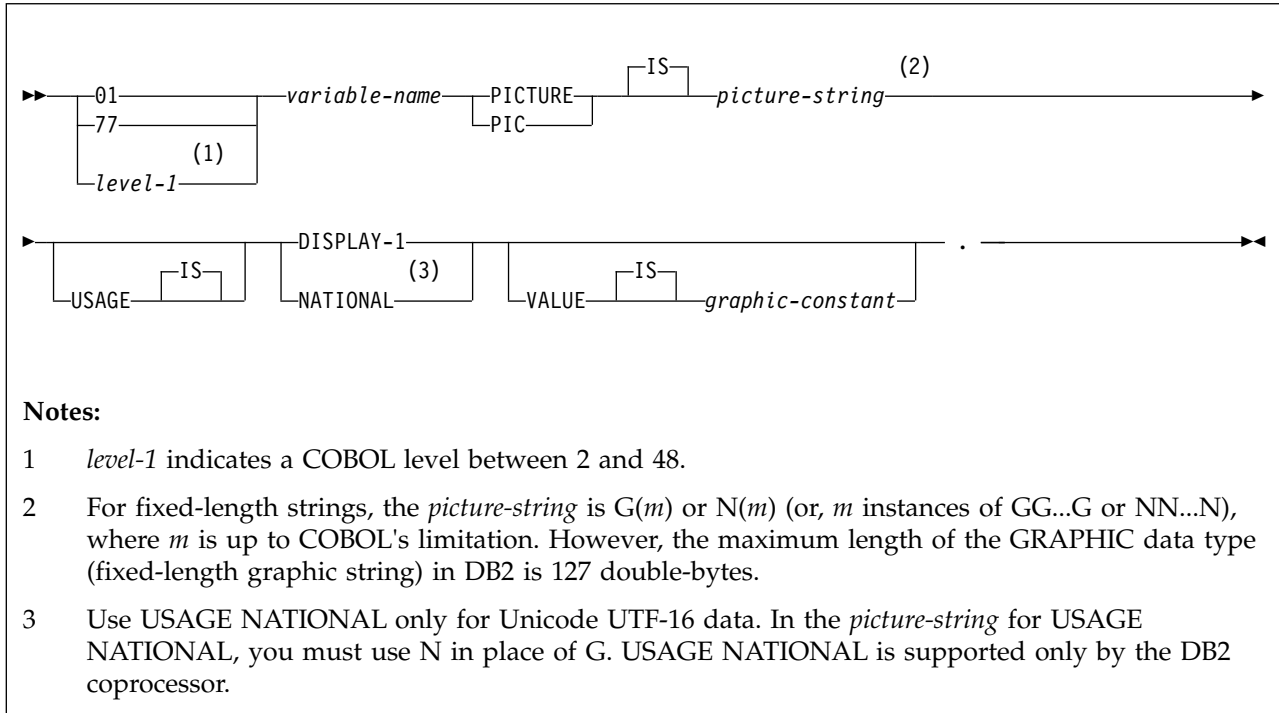 IS (2)
01 variable-name PICTURE picture-string
77 PIC
(1)
level-1
DISPLAY-1 .
IS (3) IS
USAGE NATIONAL VALUE graphic-constant
Notes:
1 level-1 indicates a COBOL level between 2 and 48.
2 For fixed-length strings, the picture-string is G(m) or N(m) (or, m instances of GG...G or NN...N),
where m is up to COBOL's limitation. However, the maximum length of the GRAPHIC data type
(fixed-length graphic string) in DB2 is 127 double-bytes.
3 Use USAGE NATIONAL only for Unicode UTF-16 data. In the picture-string for USAGE
NATIONAL, you must use N in place of G. USAGE NATIONAL is supported only by the DB2
coprocessor.